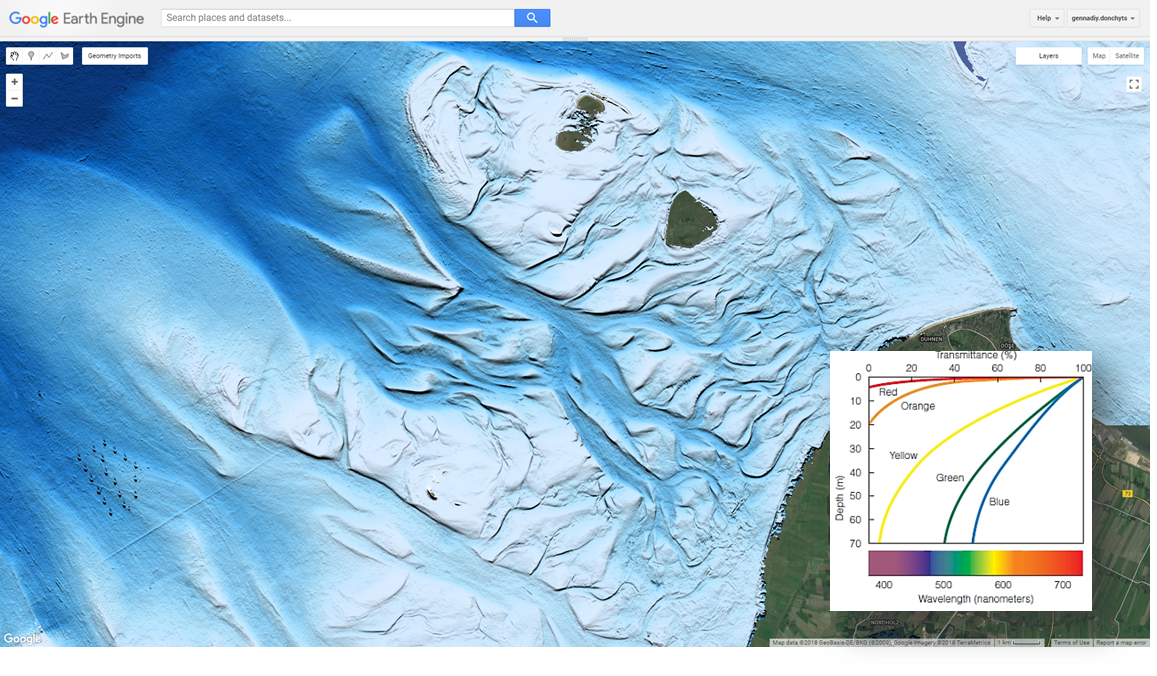 Google Earth Engine
Search places and datasets...
Help
gennadiy.donchyts
Geometry Imports
Layers
Map
Satellite
+
−
DUHNEN
DÖSE
Transmittance (%)
0 20 40 60 80 100
0
10
20
30
40
50
60
70
Depth (m)
Red
Orange
Yellow
Green
Blue
73
400 500 600 700
Wavelength (nanometers)
NORDHOLZ
Google
Map data ©2018 GeoBasis-DE/BKG (©2009), Google Imagery ©2018 TerraMetrics
1 km
Terms of Use
Report a map error